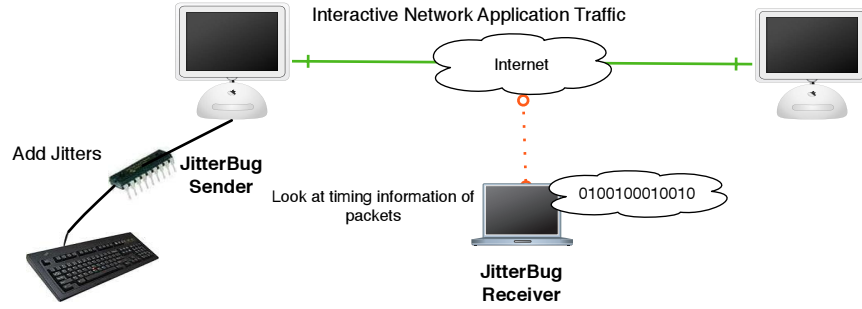 Interactive Network Application Traffic
Internet
Add Jitters
JitterBug
Sender
Look at timing information of
packets
0100100010010
JitterBug
Receiver